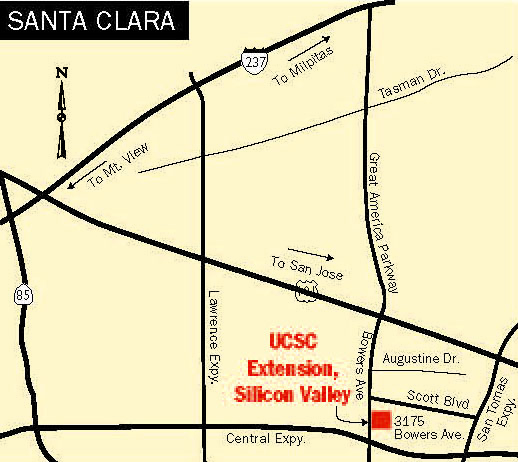 SANTA CLARA
N
237
To Milpitas
Tasman Dr.
To Mt. View
Great America Parkway
To San Jose
85
Lawrence Expy.
UCSC
Extension,
Silicon Valley
Bowers Ave
Augustine Dr.
Scott Blvd
San Tomas
Expy.
3175
Bowers Ave.
Central Expy.